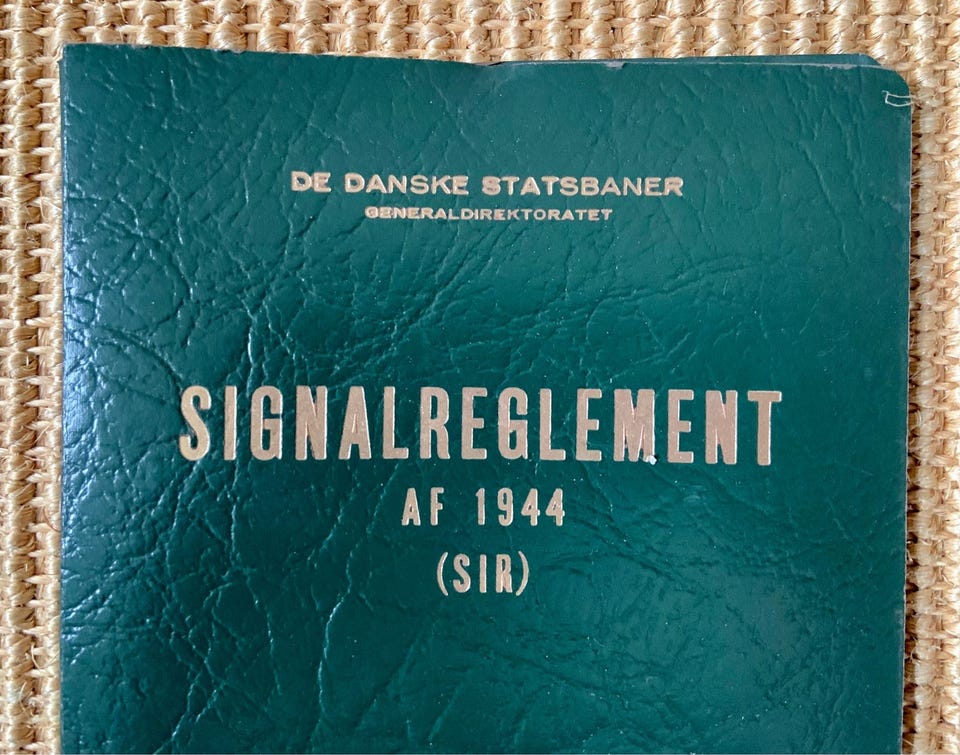 DE DANSKE STATSBANER
GENERALDIREKTORATET
SIGNALREGLEMENT
AF 1944
(SIR)